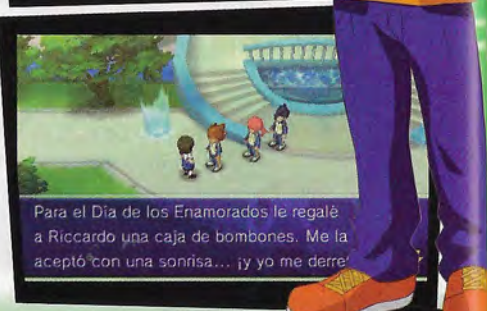 Para el Día de los Enamorados le regalé
a Riccardo una caja de bombones. Me la
aceptó con una sonrisa... ¡y yo me derre